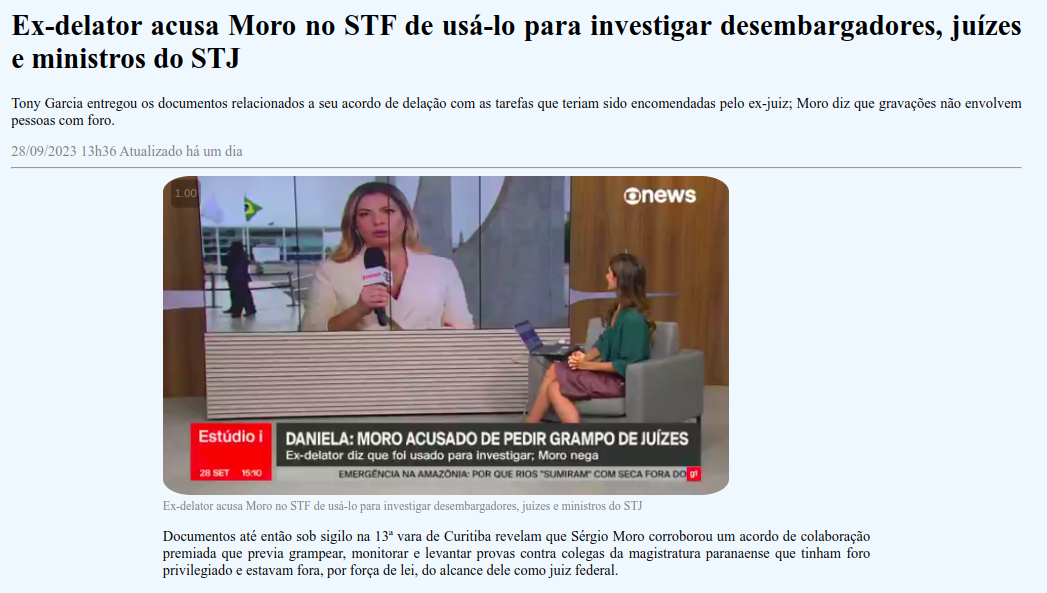 Ex-delator acusa Moro no STF de usá-lo para investigar desembargadores, juízes
e ministros do STJ
Tony Garcia entregou os documentos relacionados a seu acordo de delação com as tarefas que teriam sido encomendadas pelo ex-juiz; Moro diz que gravações não envolvem
pessoas com foro.
28/09/2023 13h36 Atualizado há um dia
1.00
news
Estúdio i
28 SET 15:10
DANIELA: MORO ACUSADO DE PEDIR GRAMPO DE JUÍZES
Ex-delator diz que foi usado para investigar; Moro nega
EMERGÊNCIA NA AMAZÔNIA: POR QUE RIOS "SUMIRAM" COM SECA FORA DO
g1
Ex-delator acusa Moro no STF de usá-lo para investigar desembargadores, juízes e ministros do STJ
Documentos até então sob sigilo na 13ª vara de Curitiba revelam que Sérgio Moro corroborou um acordo de colaboração
premiada que previa grampear, monitorar e levantar provas contra colegas da magistratura paranaense que tinham foro
privilegiado e estavam fora, por força de lei, do alcance dele como juiz federal.